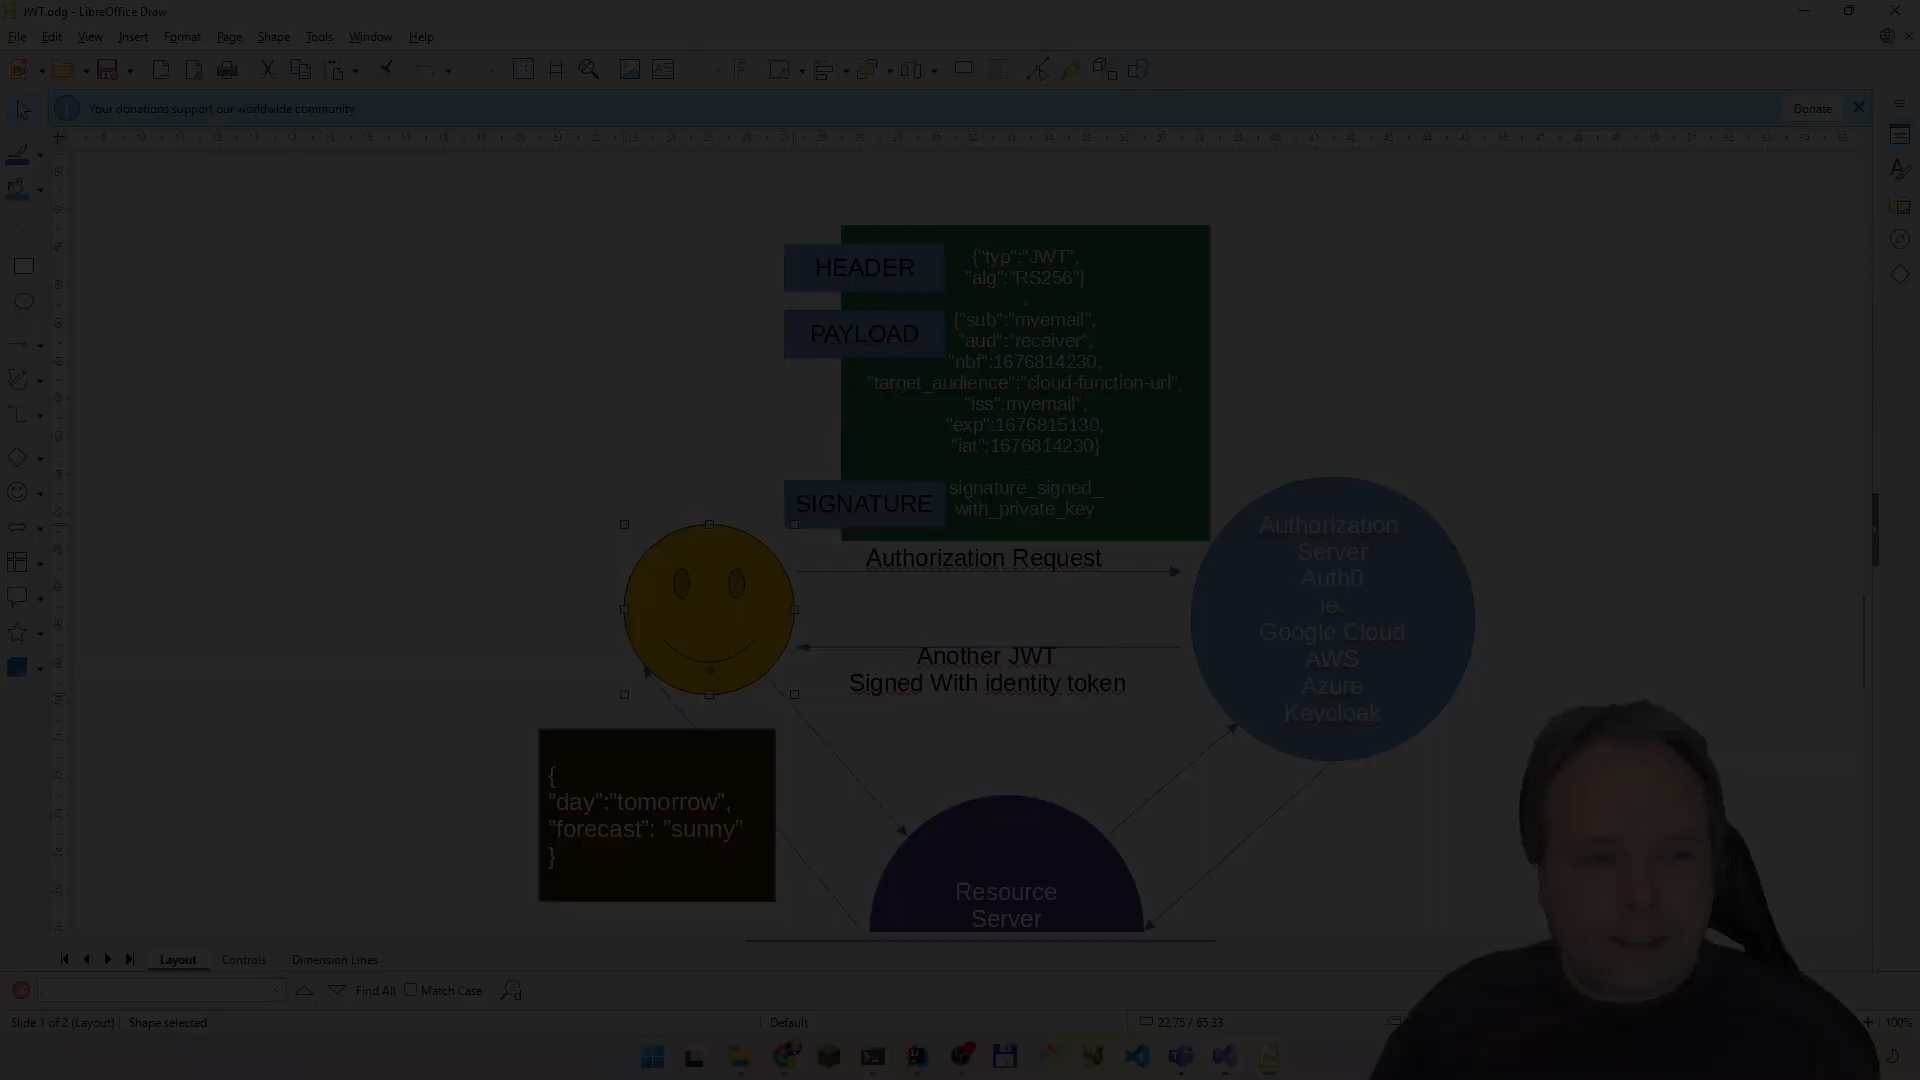 JWT.odg - LibreOffice Draw
File Edit View Insert Format Page Shape Tools Window Help
Your donations support our worldwide community
Donate
HEADER
{"typ":"JWT",
"alg":"RS256"}
.
PAYLOAD
{"sub":"myemail",
"aud":"receiver",
"nbf":1676814230,
"target_audience":"cloud-function-url",
"iss":myemail",
"exp":1676815130,
"iat":1676814230}
.
SIGNATURE
signature_signed_
with_private_key
Authorization Request
Authorization
Server
Auth0
ie.
Google Cloud
AWS
Azure
Keycloak
Another JWT
Signed With identity token
{
"day":"tomorrow",
"forecast": "sunny"
}
Resource
Server
Layout Controls Dimension Lines
Find All Match Case
Slide 1 of 2 (Layout) Shape selected Default 22.75 / 65.33 100%